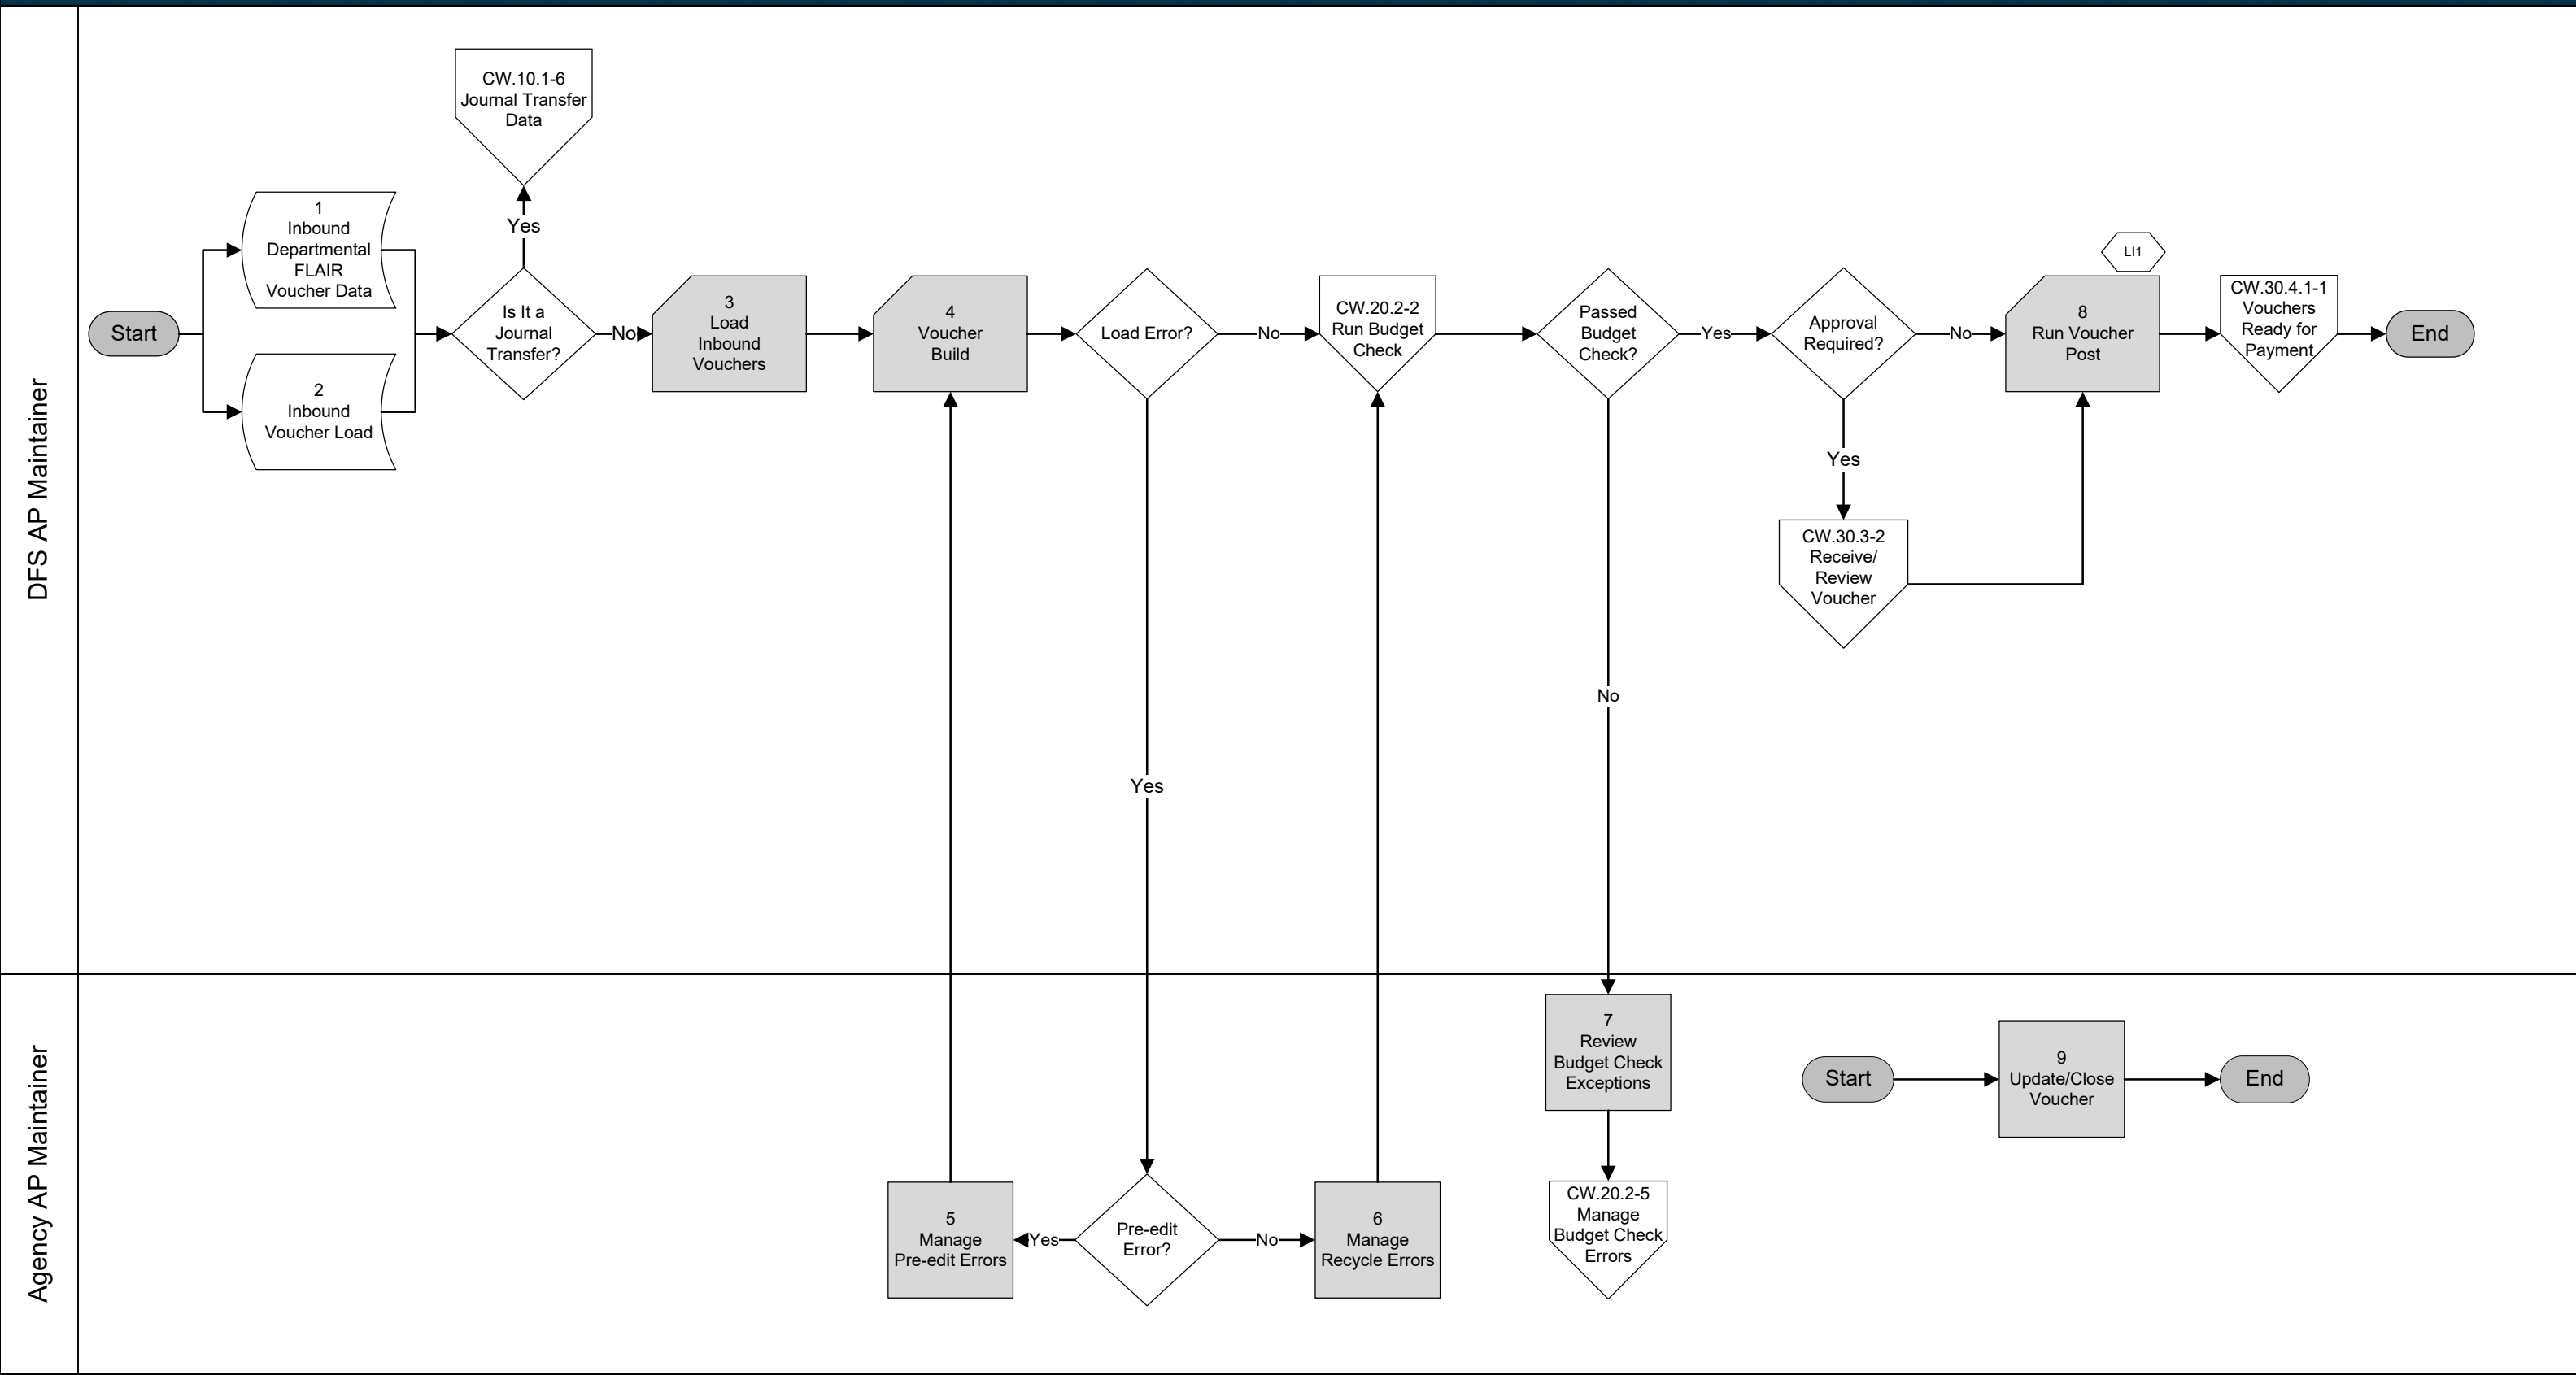 DFS AP Maintainer
Start
1
Inbound
Departmental
FLAIR
Voucher Data
2
Inbound
Voucher Load
CW.10.1-6
Journal Transfer
Data
Yes
Is It a
Journal
Transfer?
No
3
Load
Inbound
Vouchers
4
Voucher
Build
Load Error?
No
Yes
CW.20.2-2
Run Budget
Check
Passed
Budget
Check?
Yes
No
Approval
Required?
No
Yes
CW.30.3-2
Receive/
Review
Voucher
LI1
8
Run Voucher
Post
CW.30.4.1-1
Vouchers
Ready for
Payment
End
Agency AP Maintainer
5
Manage
Pre-edit Errors
Yes
Pre-edit
Error?
No
6
Manage
Recycle Errors
7
Review
Budget Check
Exceptions
CW.20.2-5
Manage
Budget Check
Errors
Start
9
Update/Close
Voucher
End